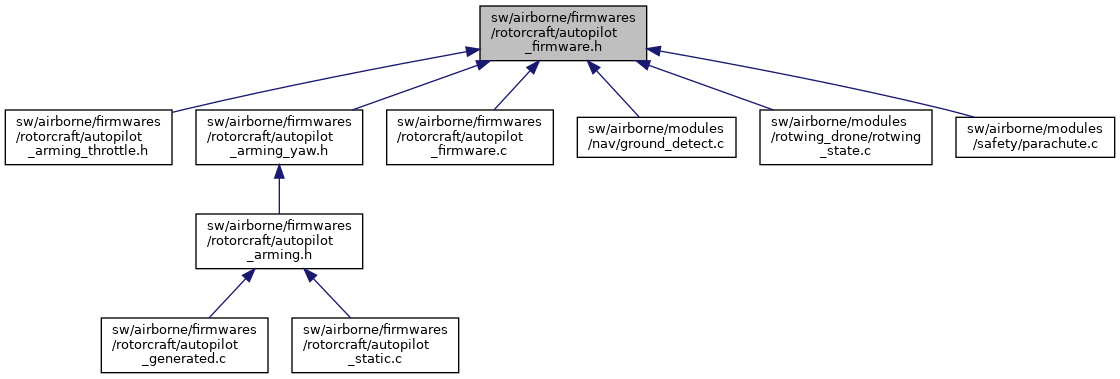 sw/airborne/firmwares
/rotorcraft/autopilot
_firmware.h
sw/airborne/firmwares
/rotorcraft/autopilot
_arming_throttle.h
sw/airborne/firmwares
/rotorcraft/autopilot
_arming_yaw.h
sw/airborne/firmwares
/rotorcraft/autopilot
_firmware.c
sw/airborne/modules
/nav/ground_detect.c
sw/airborne/modules
/rotwing_drone/rotwing
_state.c
sw/airborne/modules
/safety/parachute.c
sw/airborne/firmwares
/rotorcraft/autopilot
_arming.h
sw/airborne/firmwares
/rotorcraft/autopilot
_generated.c
sw/airborne/firmwares
/rotorcraft/autopilot
_static.c